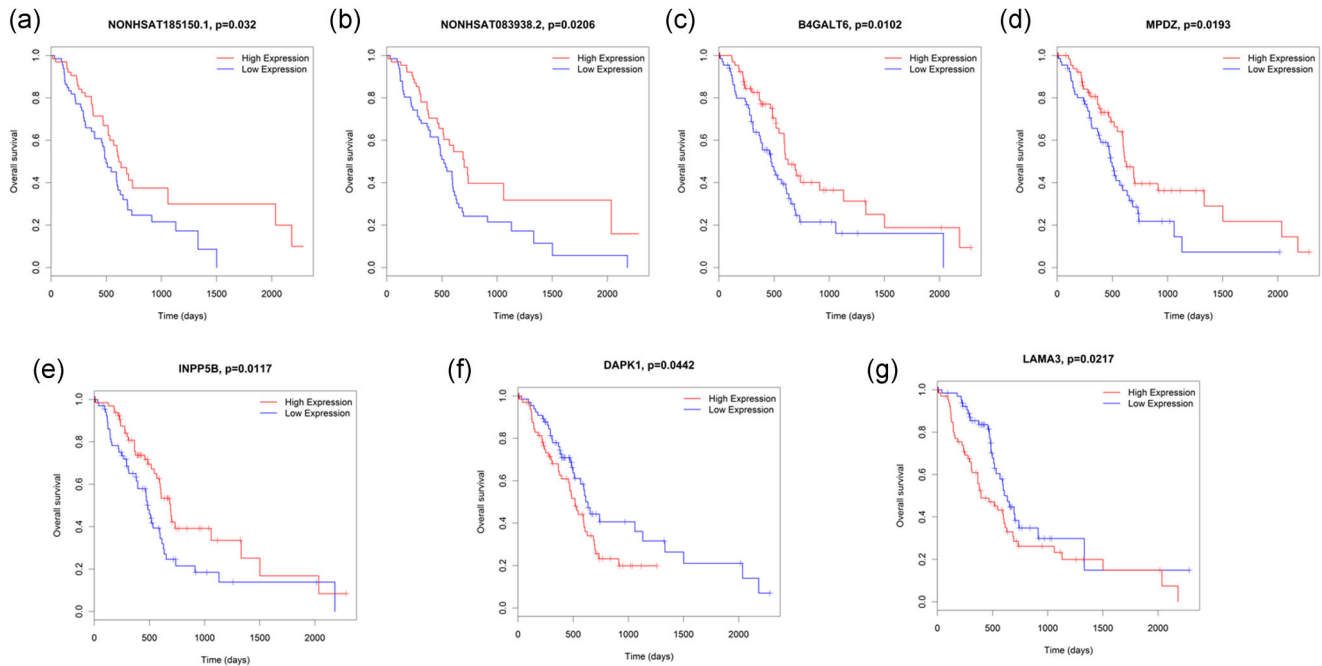 (a)
NONHSAT185150.1, p=0.032
High Expression
Low Expression
Overall survival
0.0 0.2 0.4 0.6 0.8 1.0
0 500 1000 1500 2000
Time (days)
(b)
NONHSAT083938.2, p=0.0206
High Expression
Low Expression
Overall survival
0.0 0.2 0.4 0.6 0.8 1.0
0 500 1000 1500 2000
Time (days)
(c)
B4GALT6, p=0.0102
High Expression
Low Expression
Overall survival
0.0 0.2 0.4 0.6 0.8 1.0
0 500 1000 1500 2000
Time (days)
(d)
MPDZ, p=0.0193
High Expression
Low Expression
Overall survival
0.0 0.2 0.4 0.6 0.8 1.0
0 500 1000 1500 2000
Time (days)
(e)
INPP5B, p=0.0117
High Expression
Low Expression
Overall survival
0.0 0.2 0.4 0.6 0.8 1.0
0 500 1000 1500 2000
Time (days)
(f)
DAPK1, p=0.0442
High Expression
Low Expression
Overall survival
0.0 0.2 0.4 0.6 0.8 1.0
0 500 1000 1500 2000
Time (days)
(g)
LAMA3, p=0.0217
High Expression
Low Expression
Overall survival
0.0 0.2 0.4 0.6 0.8 1.0
0 500 1000 1500 2000
Time (days)